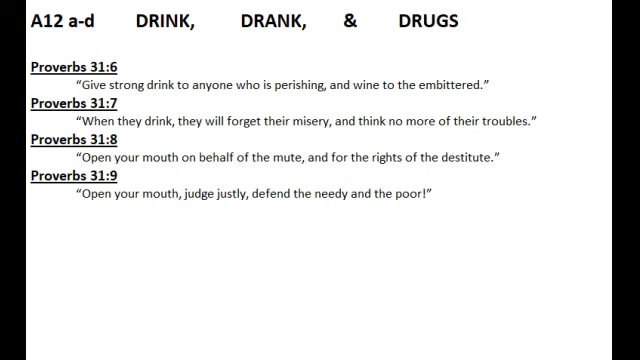 A12 a-d DRINK, DRANK, & DRUGS
Proverbs 31:6
“Give strong drink to anyone who is perishing, and wine to the embittered.”
Proverbs 31:7
“When they drink, they will forget their misery, and think no more of their troubles.”
Proverbs 31:8
“Open your mouth on behalf of the mute, and for the rights of the destitute.”
Proverbs 31:9
“Open your mouth, judge justly, defend the needy and the poor!”